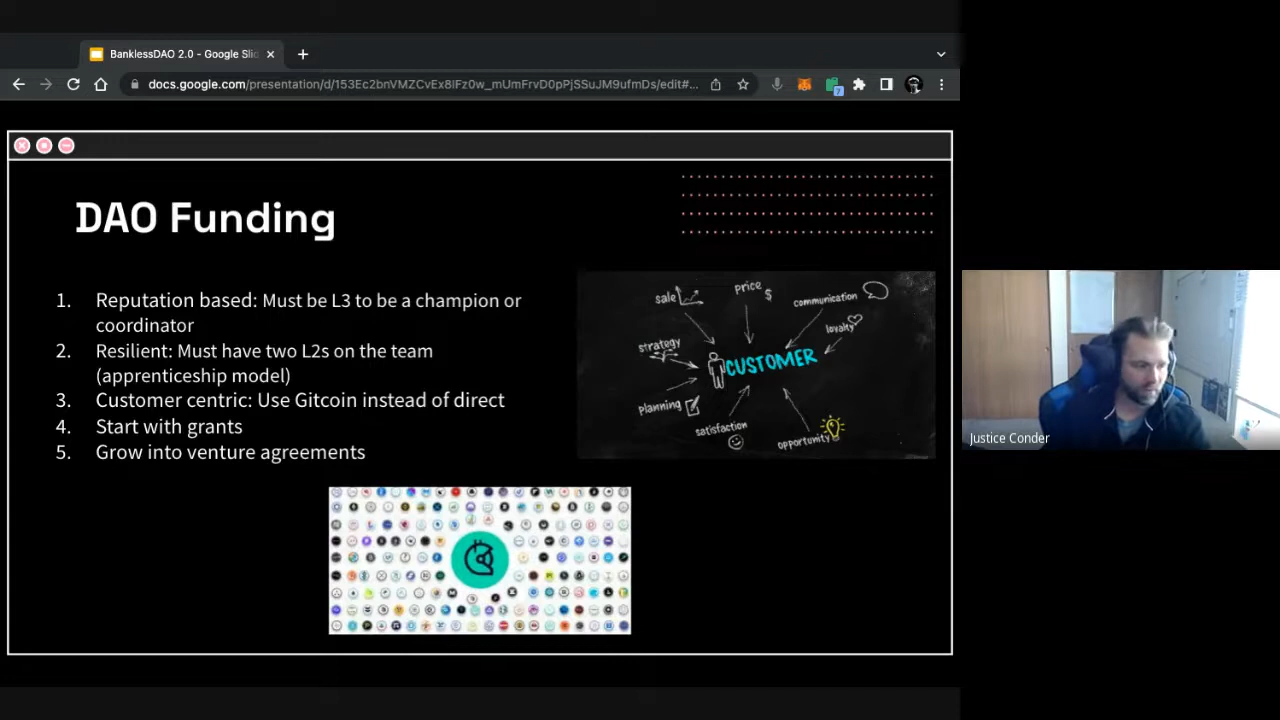 BanklessDAO 2.0 - Google Slid
docs.google.com/presentation/d/153Ec2bnVMZCvEx8IFz0w_mUmFrvD0pPjSSuJM9ufmDs/edit#...
7
DAO Funding
1. Reputation based: Must be L3 to be a champion or
coordinator
2. Resilient: Must have two L2s on the team
(apprenticeship model)
3. Customer centric: Use Gitcoin instead of direct
4. Start with grants
5. Grow into venture agreements
sale
price
$
communication
loyalty
strategy
CUSTOMER
planning
satisfaction
opportunity
Justice Conder